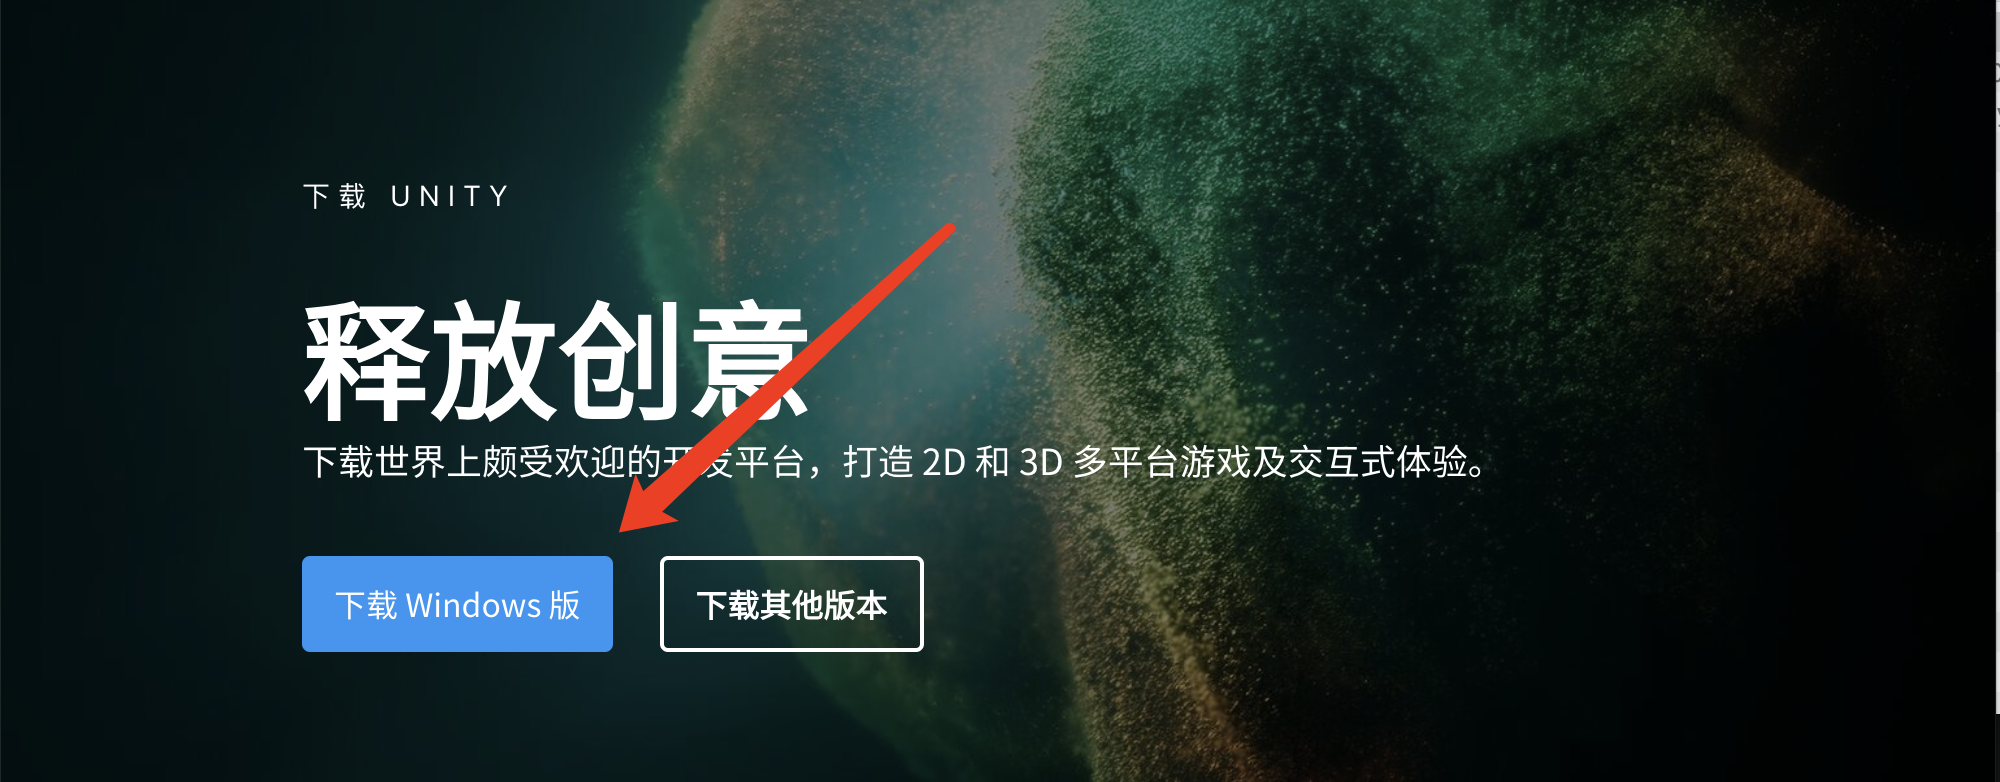 下载 UNITY
释放创意
下载世界上颇受欢迎的开发平台，打造 2D 和 3D 多平台游戏及交互式体验。
下载 Windows 版
下载其他版本